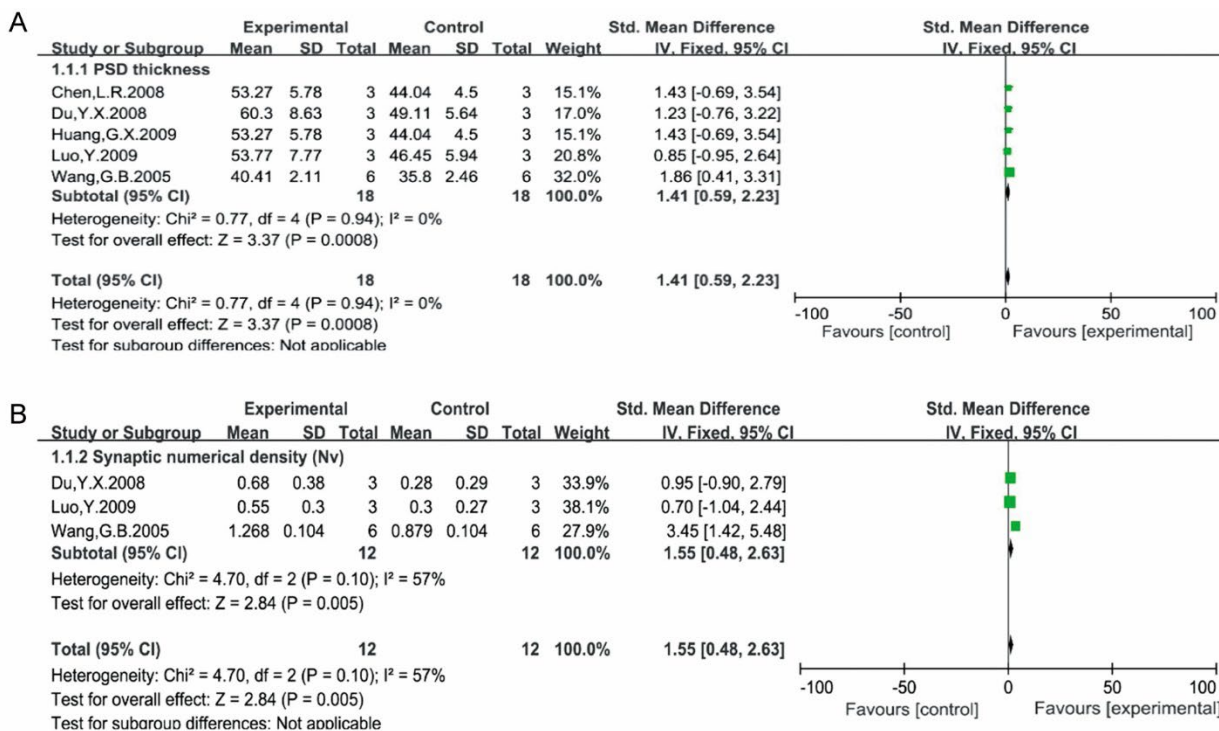 A
Experimental Control Std. Mean Difference Std. Mean Difference
Study or Subgroup Mean SD Total Mean SD Total Weight IV, Fixed, 95% CI IV, Fixed, 95% CI
1.1.1 PSD thickness
Chen,L.R.2008 53.27 5.78 3 44.04 4.5 3 15.1% 1.43 [-0.69, 3.54]
Du,Y.X.2008 60.3 8.63 3 49.11 5.64 3 17.0% 1.23 [-0.76, 3.22]
Huang,G.X.2009 53.27 5.78 3 44.04 4.5 3 15.1% 1.43 [-0.69, 3.54]
Luo,Y.2009 53.77 7.77 3 46.45 5.94 3 20.8% 0.85 [-0.95, 2.64]
Wang,G.B.2005 40.41 2.11 6 35.8 2.46 6 32.0% 1.86 [0.41, 3.31]
Subtotal (95% CI) 18 18 100.0% 1.41 [0.59, 2.23]
Heterogeneity: Chi² = 0.77, df = 4 (P = 0.94); I² = 0%
Test for overall effect: Z = 3.37 (P = 0.0008)
Total (95% CI) 18 18 100.0% 1.41 [0.59, 2.23]
Heterogeneity: Chi² = 0.77, df = 4 (P = 0.94); I² = 0%
Test for overall effect: Z = 3.37 (P = 0.0008)
Test for subgroup differences: Not applicable
-100 -50 0 50 100
Favours [control] Favours [experimental]
B
Experimental Control Std. Mean Difference Std. Mean Difference
Study or Subgroup Mean SD Total Mean SD Total Weight IV, Fixed, 95% CI IV, Fixed, 95% CI
1.1.2 Synaptic numerical density (Nv)
Du,Y.X.2008 0.68 0.38 3 0.28 0.29 3 33.9% 0.95 [-0.90, 2.79]
Luo,Y.2009 0.55 0.3 3 0.3 0.27 3 38.1% 0.70 [-1.04, 2.44]
Wang,G.B.2005 1.268 0.104 6 0.879 0.104 6 27.9% 3.45 [1.42, 5.48]
Subtotal (95% CI) 12 12 100.0% 1.55 [0.48, 2.63]
Heterogeneity: Chi² = 4.70, df = 2 (P = 0.10); I² = 57%
Test for overall effect: Z = 2.84 (P = 0.005)
Total (95% CI) 12 12 100.0% 1.55 [0.48, 2.63]
Heterogeneity: Chi² = 4.70, df = 2 (P = 0.10); I² = 57%
Test for overall effect: Z = 2.84 (P = 0.005)
Test for subgroup differences: Not applicable
-100 -50 0 50 100
Favours [control] Favours [experimental]